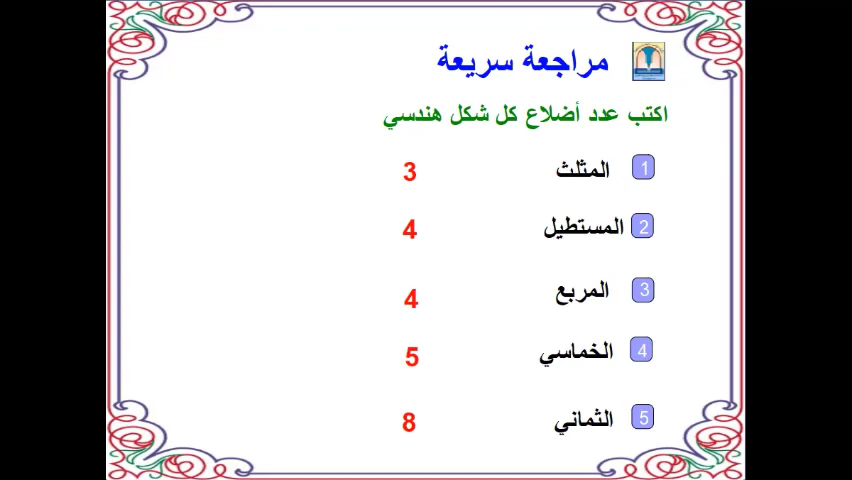 مراجعة سريعة
اكتب عدد أضلاع كل شكل هندسي
1 المثلث 3
2 المستطيل 4
3 المربع 4
4 الخماسي 5
5 الثماني 8